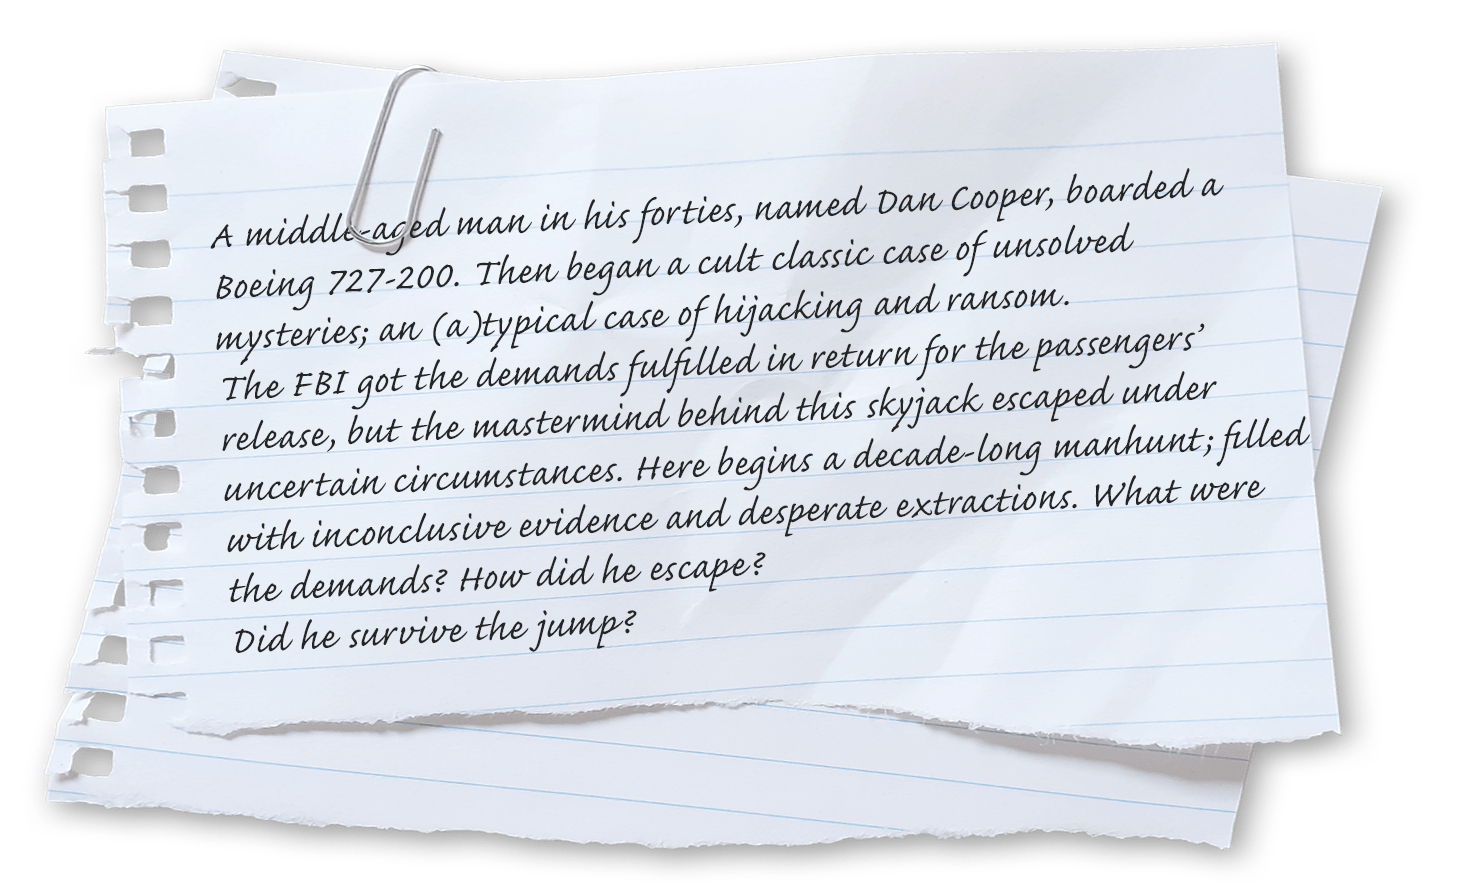 A middle-aged man in his forties, named Dan Cooper, boarded a
Boeing 727-200. Then began a cult classic case of unsolved
mysteries; an (a)typical case of hijacking and ransom.
The FBI got the demands fulfilled in return for the passengers’
release, but the mastermind behind this skyjack escaped under
uncertain circumstances. Here begins a decade-long manhunt; filled
with inconclusive evidence and desperate extractions. What were
the demands? How did he escape?
Did he survive the jump?